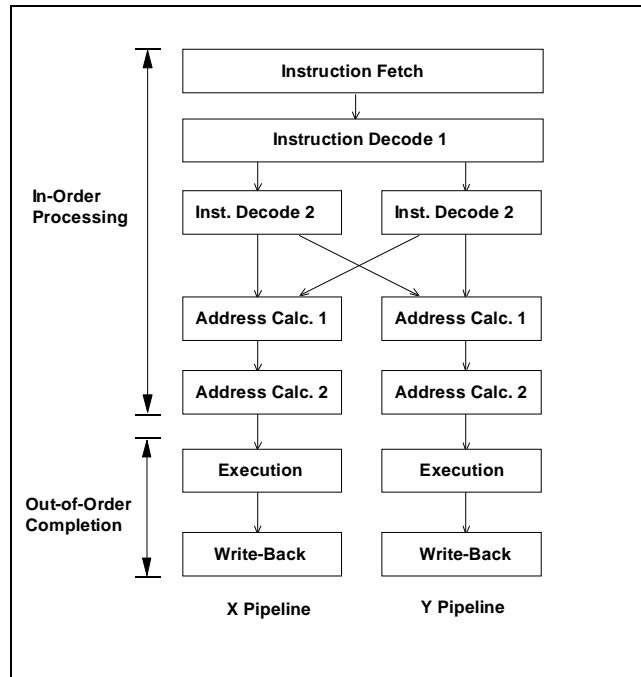 Instruction Fetch
Instruction Decode 1
In-Order
Processing
Inst. Decode 2
Inst. Decode 2
Address Calc. 1
Address Calc. 1
Address Calc. 2
Address Calc. 2
Out-of-Order
Completion
Execution
Execution
Write-Back
Write-Back
X Pipeline
Y Pipeline